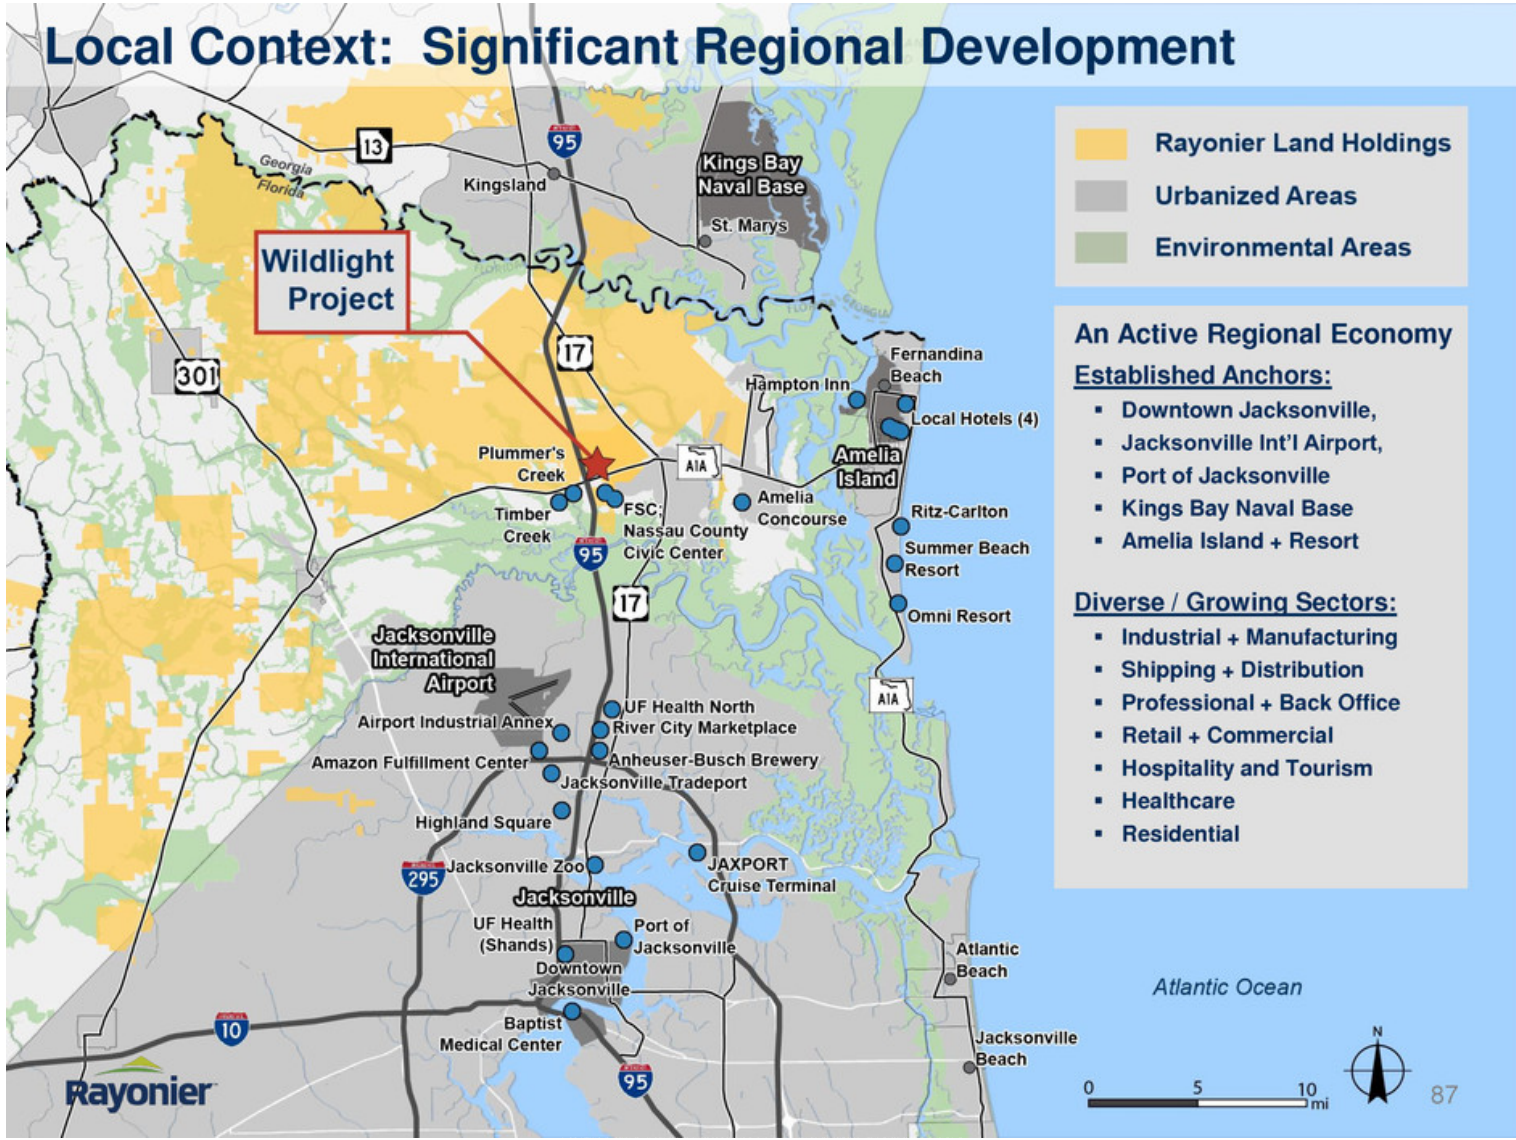 Local Context: Significant Regional Development
Rayonier Land Holdings
Urbanized Areas
Environmental Areas
An Active Regional Economy
Established Anchors:
▪ Downtown Jacksonville,
▪ Jacksonville Int'l Airport,
▪ Port of Jacksonville
▪ Kings Bay Naval Base
▪ Amelia Island + Resort
Diverse / Growing Sectors:
▪ Industrial + Manufacturing
▪ Shipping + Distribution
▪ Professional + Back Office
▪ Retail + Commercial
▪ Hospitality and Tourism
▪ Healthcare
▪ Residential
95
13
Georgia
Florida
Kingsland
Kings Bay
Naval Base
St. Marys
Wildlight
Project
FLORIDA
GEORGIA
17
301
Fernandina
Beach
Hampton Inn
Local Hotels (4)
Plummer's
Creek
A1A
Amelia
Island
Timber
Creek
FSC;
Nassau County
Civic Center
Amelia
Concourse
Ritz-Carlton
95
Summer Beach
Resort
17
Omni Resort
Jacksonville
International
Airport
A1A
UF Health North
Airport Industrial Annex
River City Marketplace
Amazon Fulfillment Center
Anheuser-Busch Brewery
Jacksonville Tradeport
Highland Square
295
Jacksonville Zoo
JAXPORT
Cruise Terminal
Jacksonville
UF Health
(Shands)
Port of
Jacksonville
Downtown
Jacksonville
Atlantic
Beach
Atlantic Ocean
10
Baptist
Medical Center
Jacksonville
Beach
95
Rayonier
N
0 5 10
mi
87